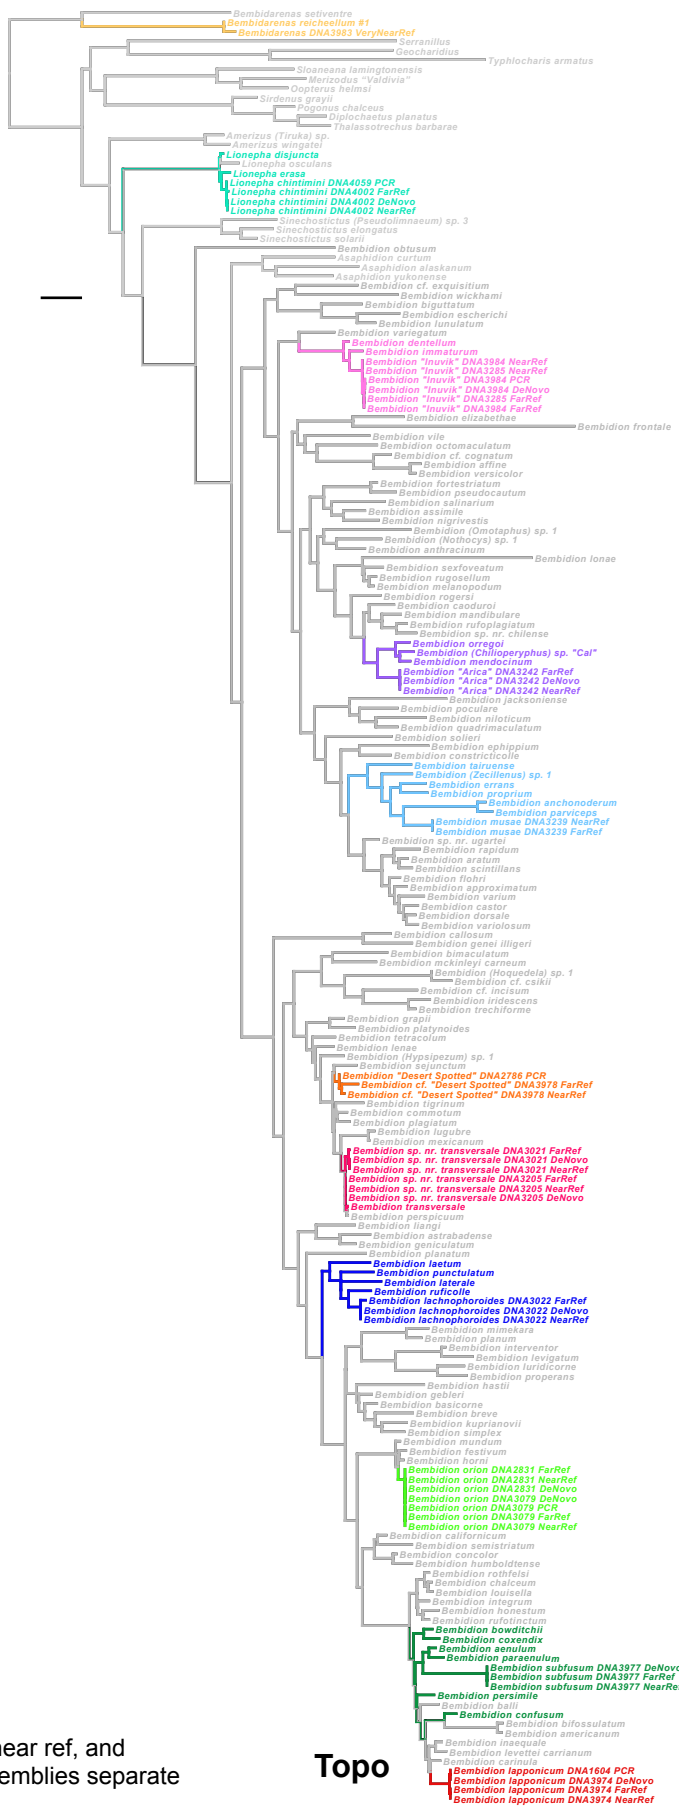 Bembidarenas setiventre
Bembidarenas reicheellum #1
Bembidarenas DNA3983 VeryNearRef
Serranillus
Geocharidius
Typhlocharis armatus
Sloaneana lamingtonensis
Merizodus "Valdivia"
Oopterus helmsi
Sirdenus grayii
Pogonus chalceus
Diplochaetus planatus
Thalassotrechus barbarae
Amerizus (Tiruka) sp.
Amerizus wingatei
Lionepha disjuncta
Lionepha osculans
Lionepha erasa
Lionepha chintimini DNA4059 PCR
Lionepha chintimini DNA4002 FarRef
Lionepha chintimini DNA4002 DeNovo
Lionepha chintimini DNA4002 NearRef
Sinechostictus (Pseudolimnaeum) sp. 3
Sinechostictus elongatus
Sinechostictus solarii
Bembidion obtusum
Asaphidion curtum
Asaphidion alaskanum
Asaphidion yukonense
Bembidion cf. exquisitium
Bembidion wickhami
Bembidion biguttatum
Bembidion escherichi
Bembidion lunulatum
Bembidion variegatum
Bembidion dentellum
Bembidion immaturum
Bembidion "Inuvik" DNA3984 NearRef
Bembidion "Inuvik" DNA3285 NearRef
Bembidion "Inuvik" DNA3984 PCR
Bembidion "Inuvik" DNA3984 DeNovo
Bembidion "Inuvik" DNA3285 FarRef
Bembidion "Inuvik" DNA3984 FarRef
Bembidion elizabethae
Bembidion frontale
Bembidion vile
Bembidion octomaculatum
Bembidion cf. cognatum
Bembidion affine
Bembidion versicolor
Bembidion fortestriatum
Bembidion pseudocautum
Bembidion salinarium
Bembidion assimile
Bembidion nigrivestis
Bembidion (Omotaphus) sp. 1
Bembidion (Nothocys) sp. 1
Bembidion anthracinum
Bembidion lonae
Bembidion sexfoveatum
Bembidion rugosellum
Bembidion melanopodum
Bembidion rogersi
Bembidion caoduroi
Bembidion mandibulare
Bembidion rufoplagiatum
Bembidion sp. nr. chilense
Bembidion orregoi
Bembidion (Chilioperyphus) sp. "Cal"
Bembidion mendocinum
Bembidion "Arica" DNA3242 FarRef
Bembidion "Arica" DNA3242 DeNovo
Bembidion "Arica" DNA3242 NearRef
Bembidion jacksoniense
Bembidion poculare
Bembidion niloticum
Bembidion quadrimaculatum
Bembidion solieri
Bembidion ephippium
Bembidion constricticolle
Bembidion tairuense
Bembidion (Zecillenus) sp. 1
Bembidion errans
Bembidion proprium
Bembidion anchonoderum
Bembidion parviceps
Bembidion musae DNA3239 NearRef
Bembidion musae DNA3239 FarRef
Bembidion sp. nr. ugartei
Bembidion rapidum
Bembidion aratum
Bembidion scintillans
Bembidion flohri
Bembidion approximatum
Bembidion varium
Bembidion castor
Bembidion dorsale
Bembidion variolosum
Bembidion callosum
Bembidion genei illigeri
Bembidion bimaculatum
Bembidion mckinleyi carneum
Bembidion (Hoquedela) sp. 1
Bembidion cf. csikii
Bembidion cf. incisum
Bembidion iridescens
Bembidion trechiforme
Bembidion grapii
Bembidion platynoides
Bembidion tetracolum
Bembidion lenae
Bembidion (Hypsipezum) sp. 1
Bembidion sejunctum
Bembidion "Desert Spotted" DNA2786 PCR
Bembidion cf. "Desert Spotted" DNA3978 FarRef
Bembidion cf. "Desert Spotted" DNA3978 NearRef
Bembidion tigrinum
Bembidion commotum
Bembidion plagiatum
Bembidion lugubre
Bembidion mexicanum
Bembidion sp. nr. transversale DNA3021 FarRef
Bembidion sp. nr. transversale DNA3021 DeNovo
Bembidion sp. nr. transversale DNA3021 NearRef
Bembidion sp. nr. transversale DNA3205 FarRef
Bembidion sp. nr. transversale DNA3205 NearRef
Bembidion sp. nr. transversale DNA3205 DeNovo
Bembidion transversale
Bembidion perspicuum
Bembidion liangi
Bembidion astrabadense
Bembidion geniculatum
Bembidion planatum
Bembidion laetum
Bembidion punctulatum
Bembidion laterale
Bembidion ruficolle
Bembidion lachnophoroides DNA3022 FarRef
Bembidion lachnophoroides DNA3022 DeNovo
Bembidion lachnophoroides DNA3022 NearRef
Bembidion mimekara
Bembidion planum
Bembidion interventor
Bembidion levigatum
Bembidion luridicorne
Bembidion properans
Bembidion hastii
Bembidion gebleri
Bembidion basicorne
Bembidion breve
Bembidion kuprianovii
Bembidion simplex
Bembidion mundum
Bembidion festivum
Bembidion horni
Bembidion orion DNA2831 FarRef
Bembidion orion DNA2831 NearRef
Bembidion orion DNA2831 DeNovo
Bembidion orion DNA3079 DeNovo
Bembidion orion DNA3079 PCR
Bembidion orion DNA3079 FarRef
Bembidion orion DNA3079 NearRef
Bembidion californicum
Bembidion semistriatum
Bembidion concolor
Bembidion humboldtense
Bembidion rothfelsi
Bembidion chalceum
Bembidion louisella
Bembidion integrum
Bembidion honestum
Bembidion rufotinctum
Bembidion bowditchii
Bembidion coxendix
Bembidion aenulum
Bembidion paraenulum
Bembidion subfusum DNA3977 DeNovo
Bembidion subfusum DNA3977 FarRef
Bembidion subfusum DNA3977 NearRef
Bembidion persimile
Bembidion balli
Bembidion confusum
Bembidion bifossulatum
Bembidion americanum
Bembidion inaequale
Bembidion levettei carrianum
Bembidion carinula
Bembidion lapponicum DNA1604 PCR
Bembidion lapponicum DNA3974 DeNovo
Bembidion lapponicum DNA3974 FarRef
Bembidion lapponicum DNA3974 NearRef
near ref, and
emblies separate
Topo